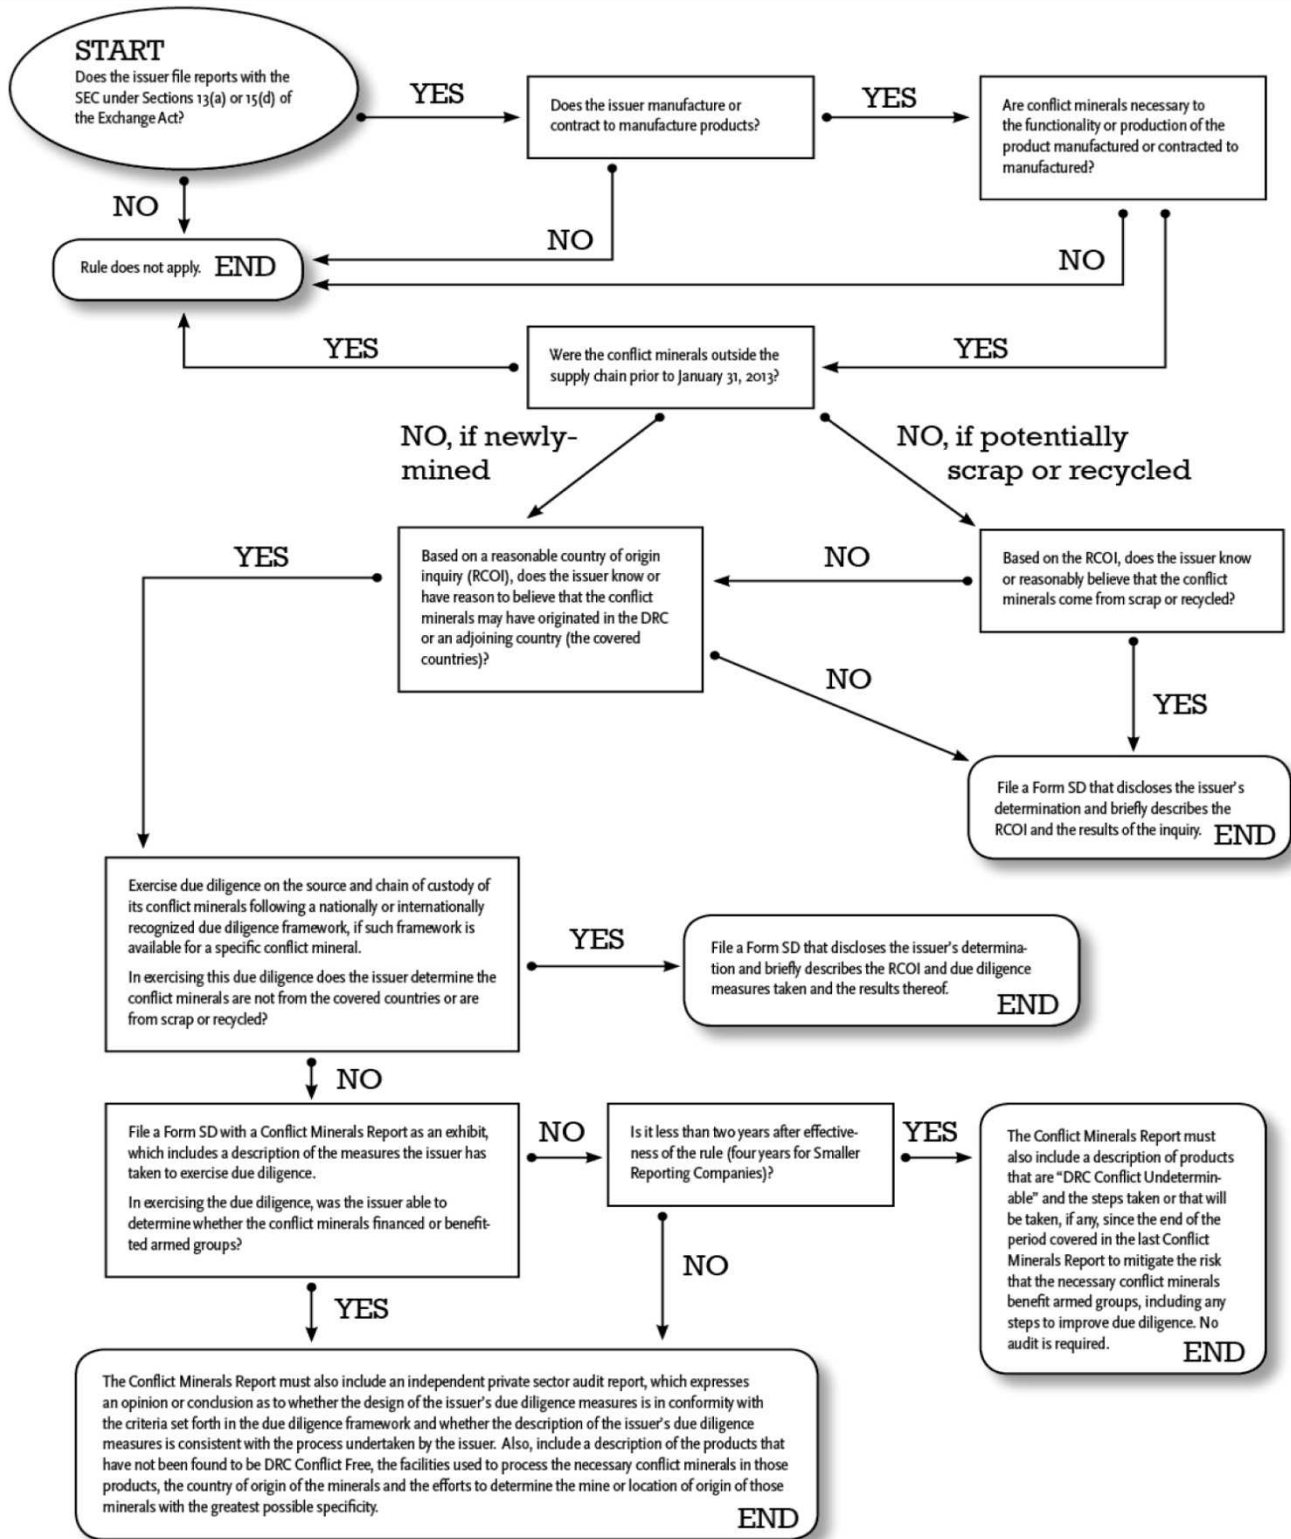 START
Does the issuer file reports with the
SEC under Sections 13(a) or 15(d) of
the Exchange Act?
YES
Does the issuer manufacture or
contract to manufacture products?
YES
Are conflict minerals necessary to
the functionality or production of the
product manufactured or contracted to
manufactured?
NO
NO
NO
Rule does not apply. END
YES
Were the conflict minerals outside the
supply chain prior to January 31, 2013?
YES
NO, if newly-
mined
NO, if potentially
scrap or recycled
YES
Based on a reasonable country of origin
inquiry (RCOI), does the issuer know or
have reason to believe that the conflict
minerals may have originated in the DRC
or an adjoining country (the covered
countries)?
NO
Based on the RCOI, does the issuer know
or reasonably believe that the conflict
minerals come from scrap or recycled?
NO
YES
File a Form SD that discloses the issuer's
determination and briefly describes the
RCOI and the results of the inquiry. END
Exercise due diligence on the source and chain of custody of
its conflict minerals following a nationally or internationally
recognized due diligence framework, if such framework is
available for a specific conflict mineral.
In exercising this due diligence does the issuer determine the
conflict minerals are not from the covered countries or are
from scrap or recycled?
YES
File a Form SD that discloses the issuer's determina-
tion and briefly describes the RCOI and due diligence
measures taken and the results thereof.
END
NO
File a Form SD with a Conflict Minerals Report as an exhibit,
which includes a description of the measures the issuer has
taken to exercise due diligence.
In exercising the due diligence, was the issuer able to
determine whether the conflict minerals financed or benefit-
ted armed groups?
NO
Is it less than two years after effective-
ness of the rule (four years for Smaller
Reporting Companies)?
YES
The Conflict Minerals Report must
also include a description of products
that are "DRC Conflict Undetermin-
able" and the steps taken or that will
be taken, if any, since the end of the
period covered in the last Conflict
Minerals Report to mitigate the risk
that the necessary conflict minerals
benefit armed groups, including any
steps to improve due diligence. No
audit is required.
END
YES
NO
The Conflict Minerals Report must also include an independent private sector audit report, which expresses
an opinion or conclusion as to whether the design of the issuer's due diligence measures is in conformity with
the criteria set forth in the due diligence framework and whether the description of the issuer's due diligence
measures is consistent with the process undertaken by the issuer. Also, include a description of the products that
have not been found to be DRC Conflict Free, the facilities used to process the necessary conflict minerals in those
products, the country of origin of the minerals and the efforts to determine the mine or location of origin of those
minerals with the greatest possible specificity.
END